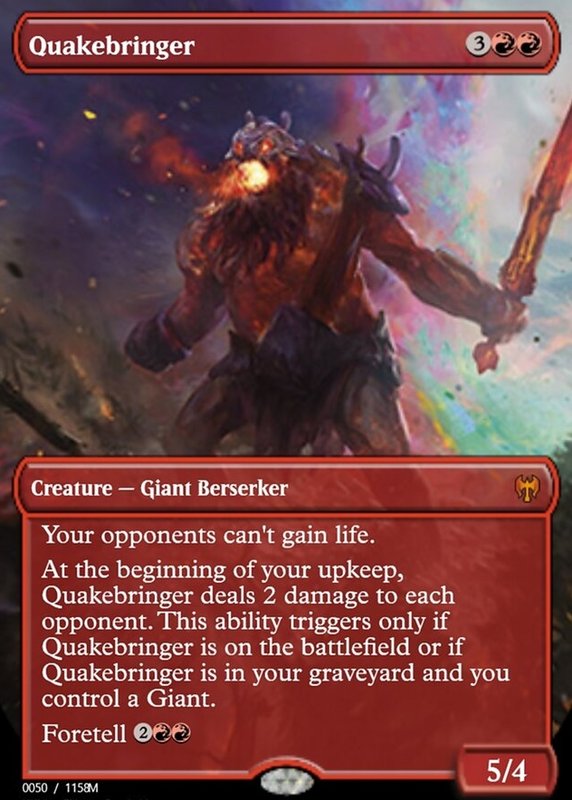 Quakebringer 3
Creature — Giant Berserker
Your opponents can't gain life.
At the beginning of your upkeep,
Quakebringer deals 2 damage to each
opponent. This ability triggers only if
Quakebringer is on the battlefield or if
Quakebringer is in your graveyard and you
control a Giant.
Foretell 2
5/4
0050 / 1158M